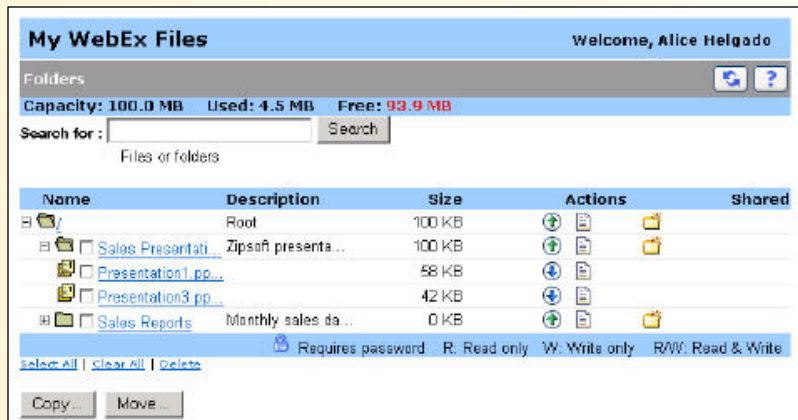 My WebEx Files Welcome, Alice Helgado
Folders
?
Capacity: 100.0 MB Used: 4.5 MB Free: 93.9 MB
Search for : Search
Files or folders
Name Description Size Actions Shared
/ Root 100 KB
Sales Presentati... Zipsoft presenta... 100 KB
Presentation1.pp... 58 KB
Presentation3.pp... 42 KB
Sales Reports Monthly sales da... 0 KB
Requires password R: Read only W: Write only R/W: Read & Write
Select All | Clear All | Delete
Copy... Move...